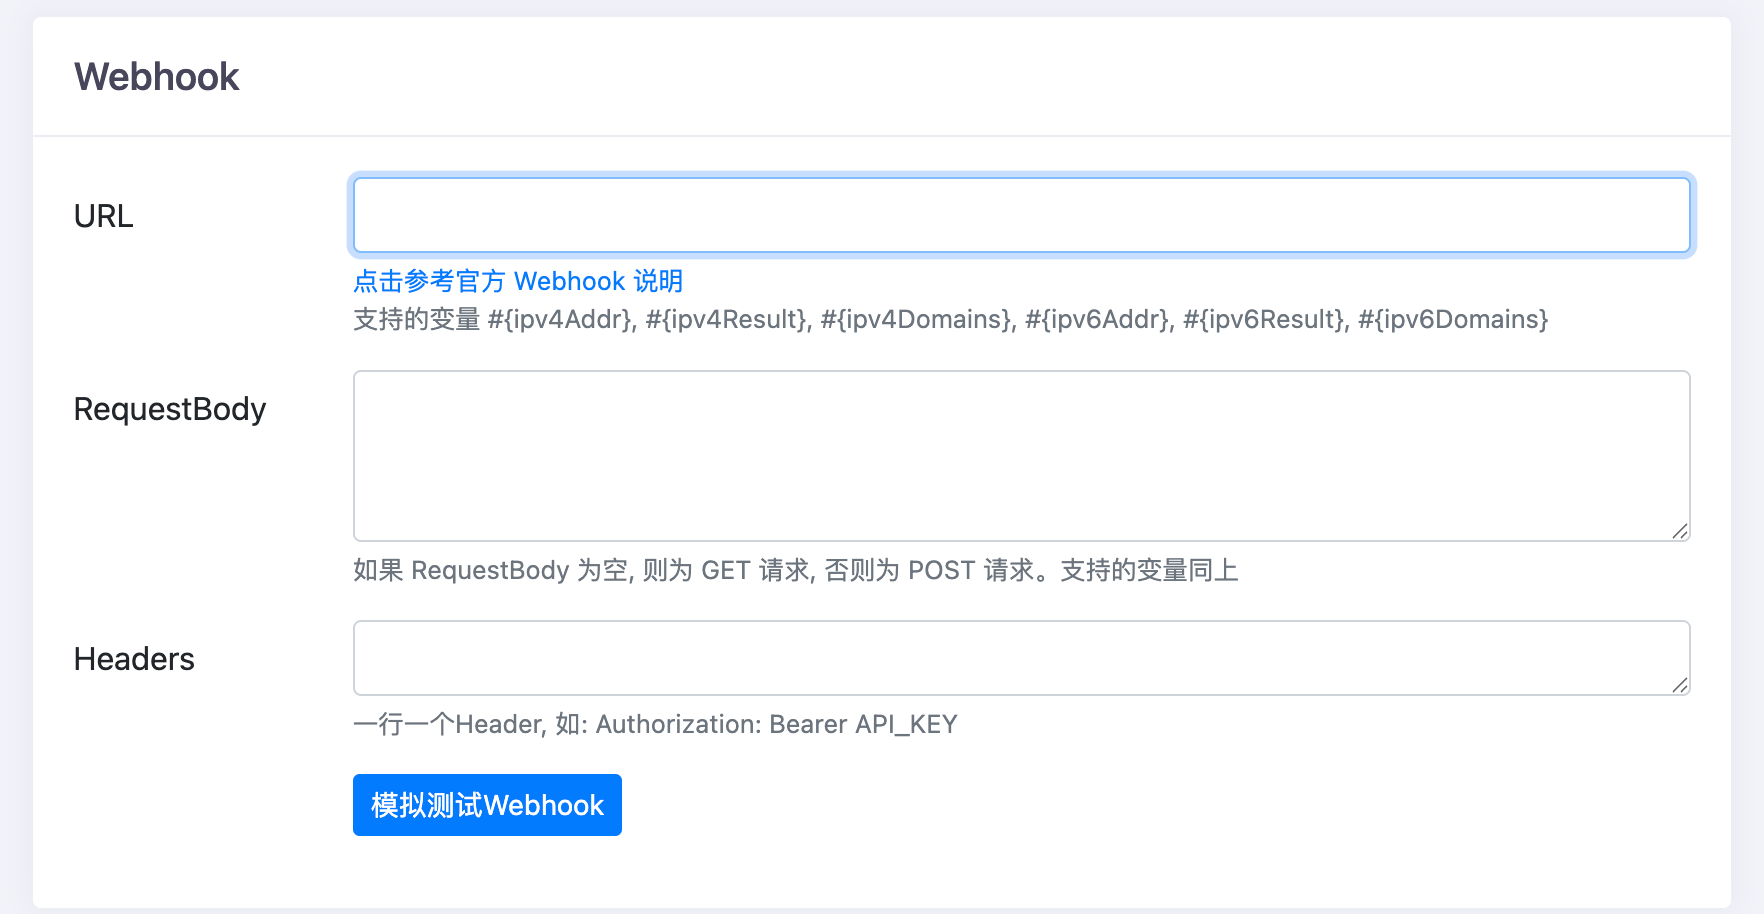 Webhook
URL
点击参考官方 Webhook 说明
支持的变量 #{ipv4Addr}, #{ipv4Result}, #{ipv4Domains}, #{ipv6Addr}, #{ipv6Result}, #{ipv6Domains}
RequestBody
如果 RequestBody 为空, 则为 GET 请求, 否则为 POST 请求。支持的变量同上
Headers
一行一个Header, 如: Authorization: Bearer API_KEY
模拟测试Webhook